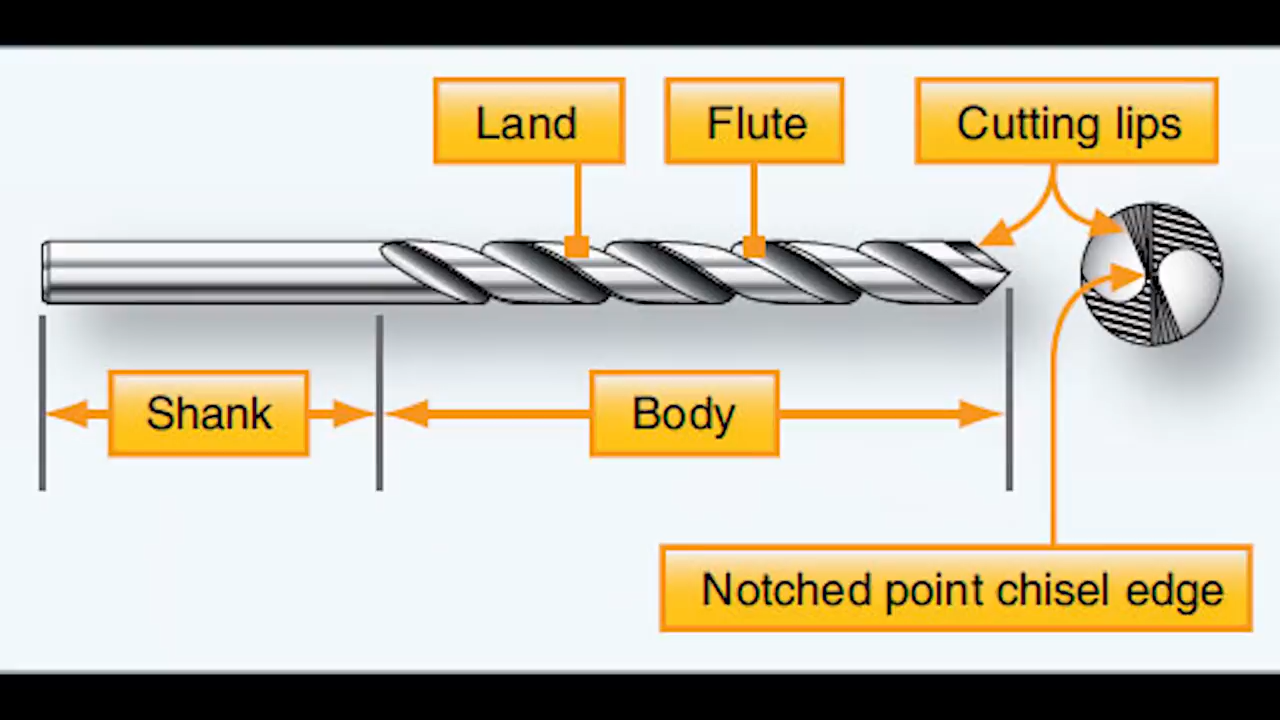 Land
Flute
Cutting lips
Shank
Body
Notched point chisel edge